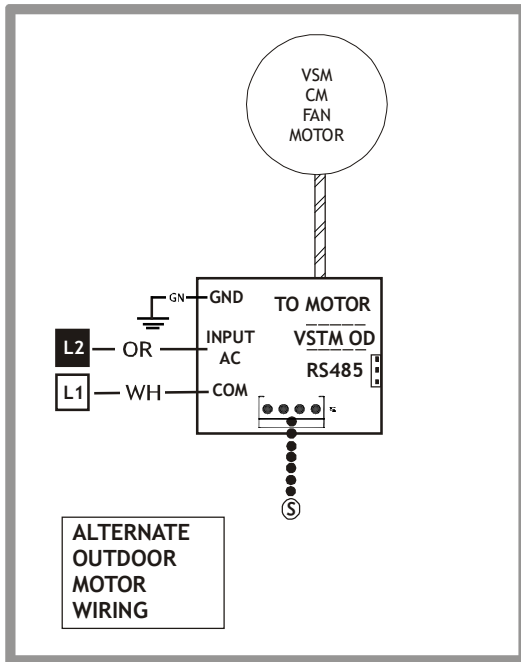 VSM
CM
FAN
MOTOR
GN GND
TO MOTOR
L2 OR INPUT
AC
VSTM OD
RS485
L1 WH COM
S
ALTERNATE
OUTDOOR
MOTOR
WIRING